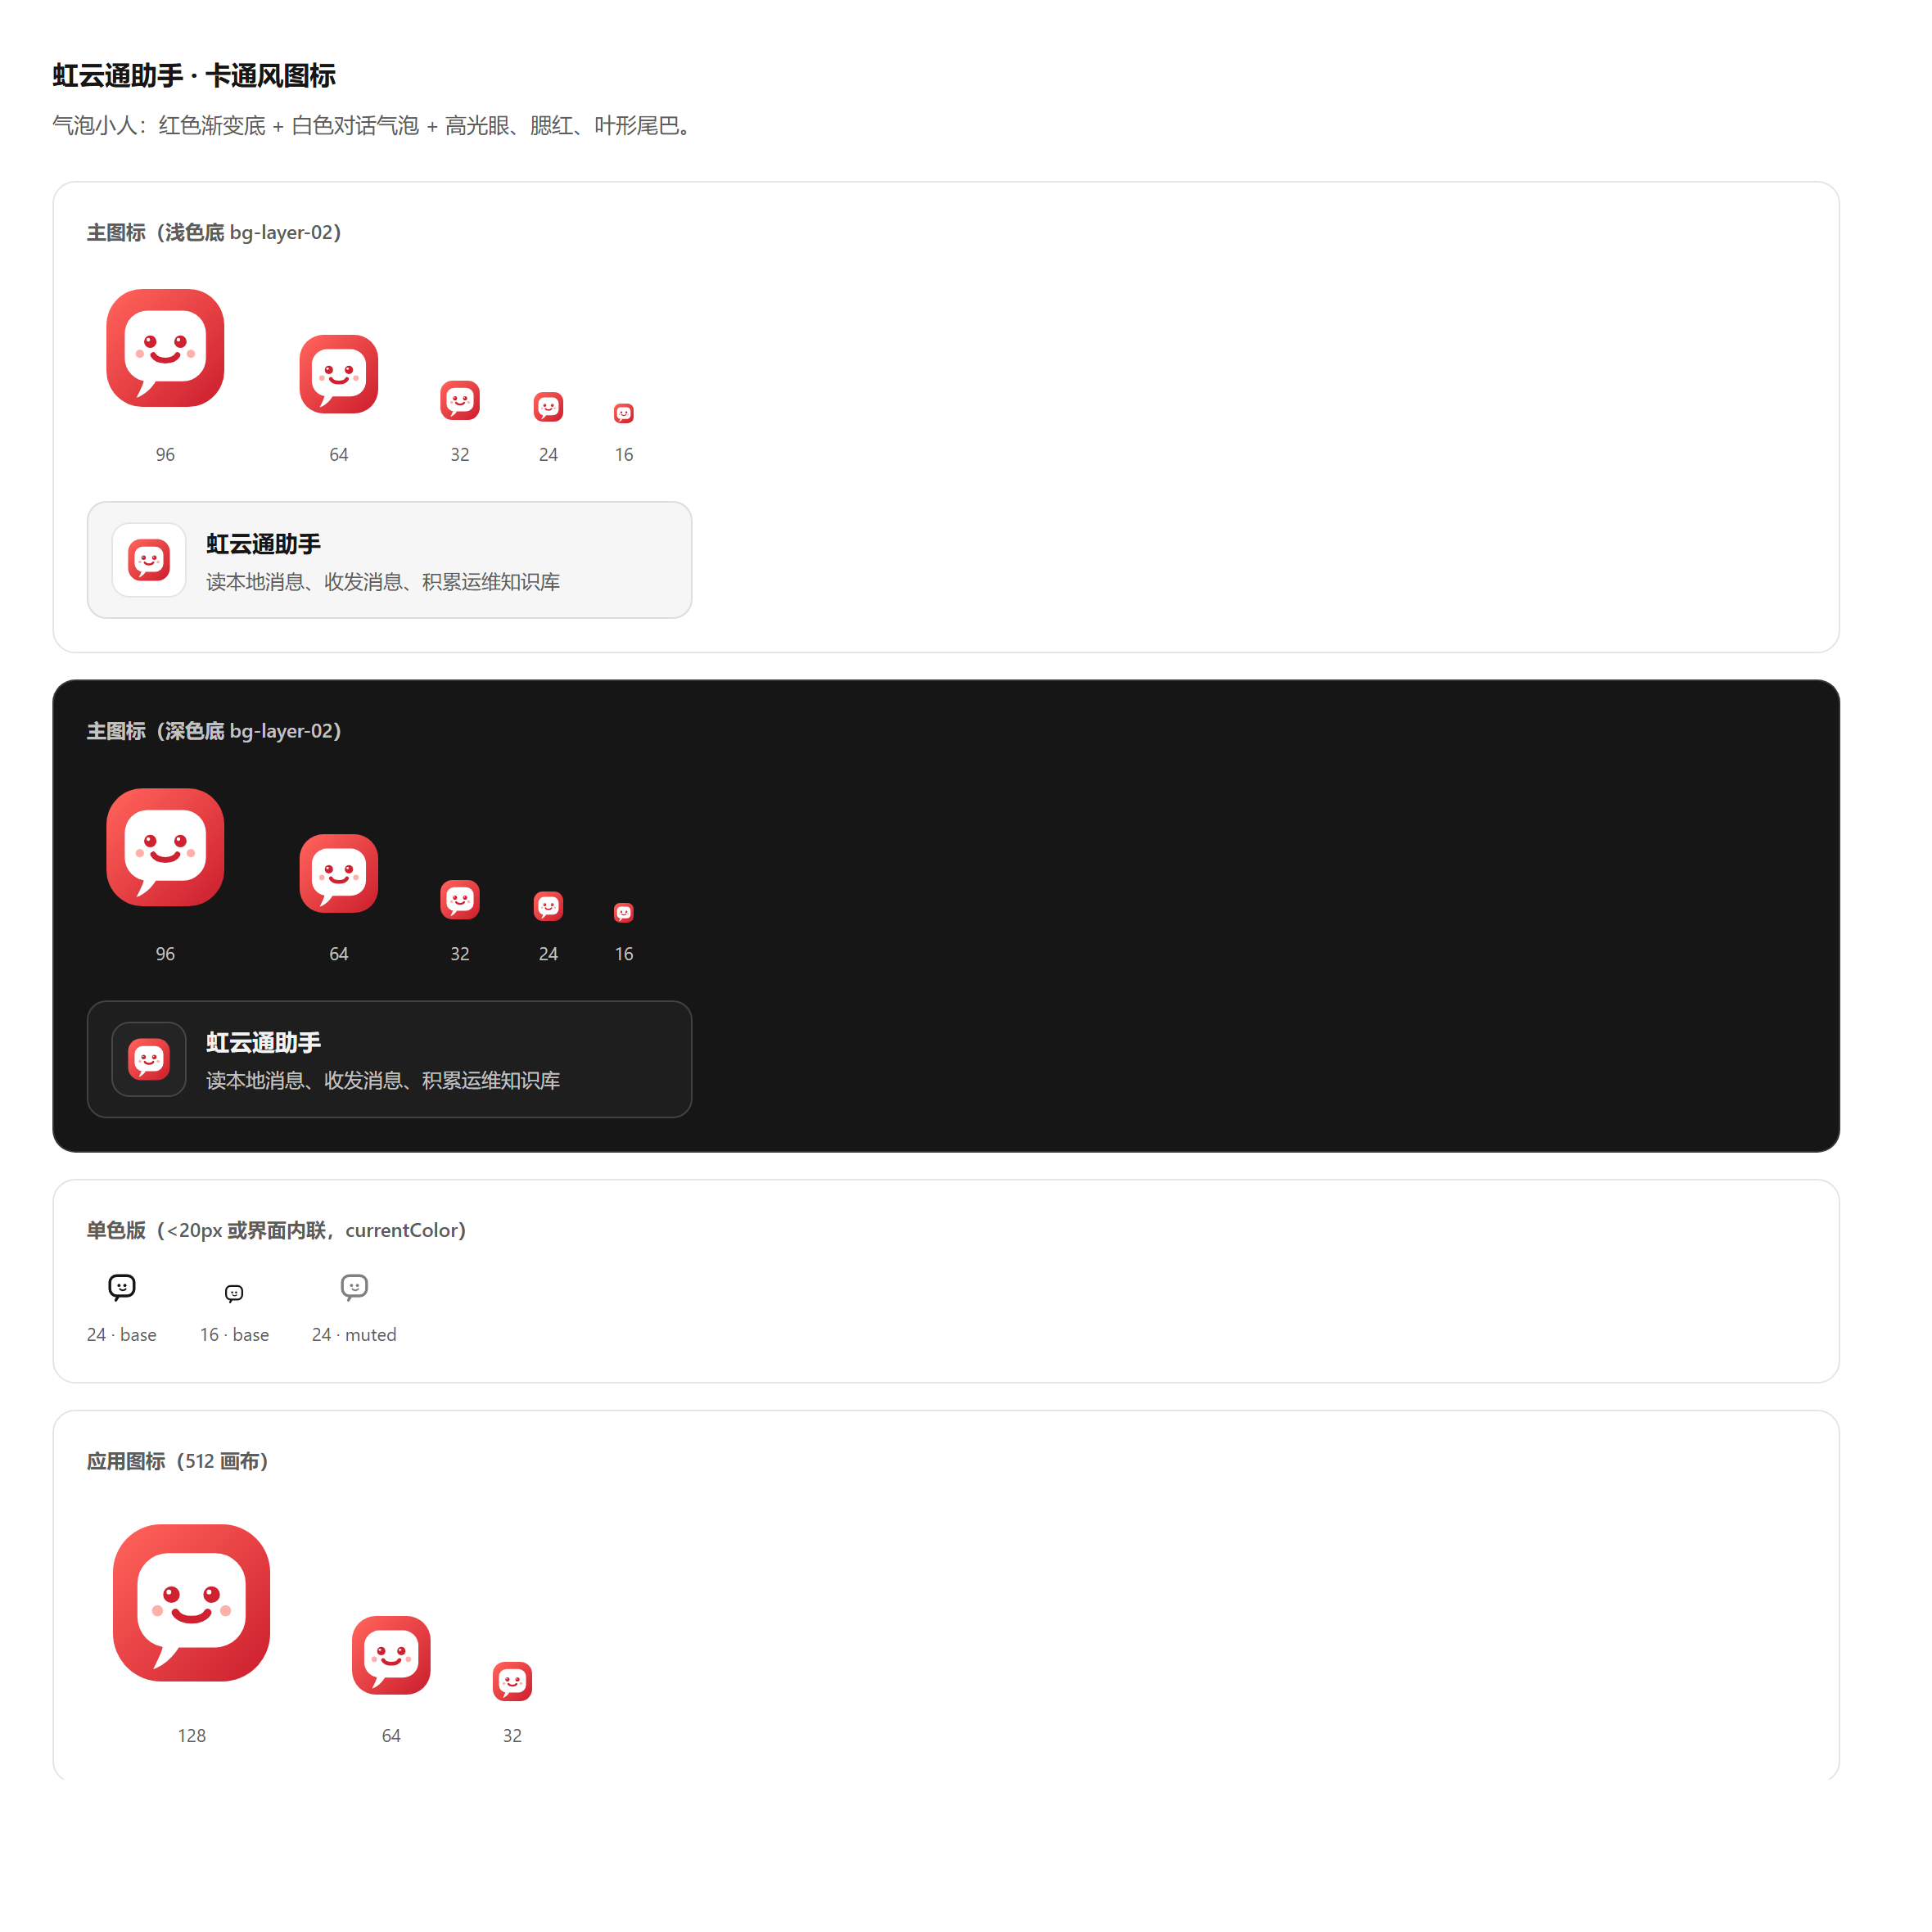 虹云通助手 · 卡通风图标
气泡小人：红色渐变底 + 白色对话气泡 + 高光眼、腮红、叶形尾巴。
主图标（浅色底 bg-layer-02）
96 64 32 24 16
虹云通助手
读本地消息、收发消息、积累运维知识库
主图标（深色底 bg-layer-02）
96 64 32 24 16
虹云通助手
读本地消息、收发消息、积累运维知识库
单色版（<20px 或界面内联，currentColor）
24 · base 16 · base 24 · muted
应用图标（512 画布）
128 64 32